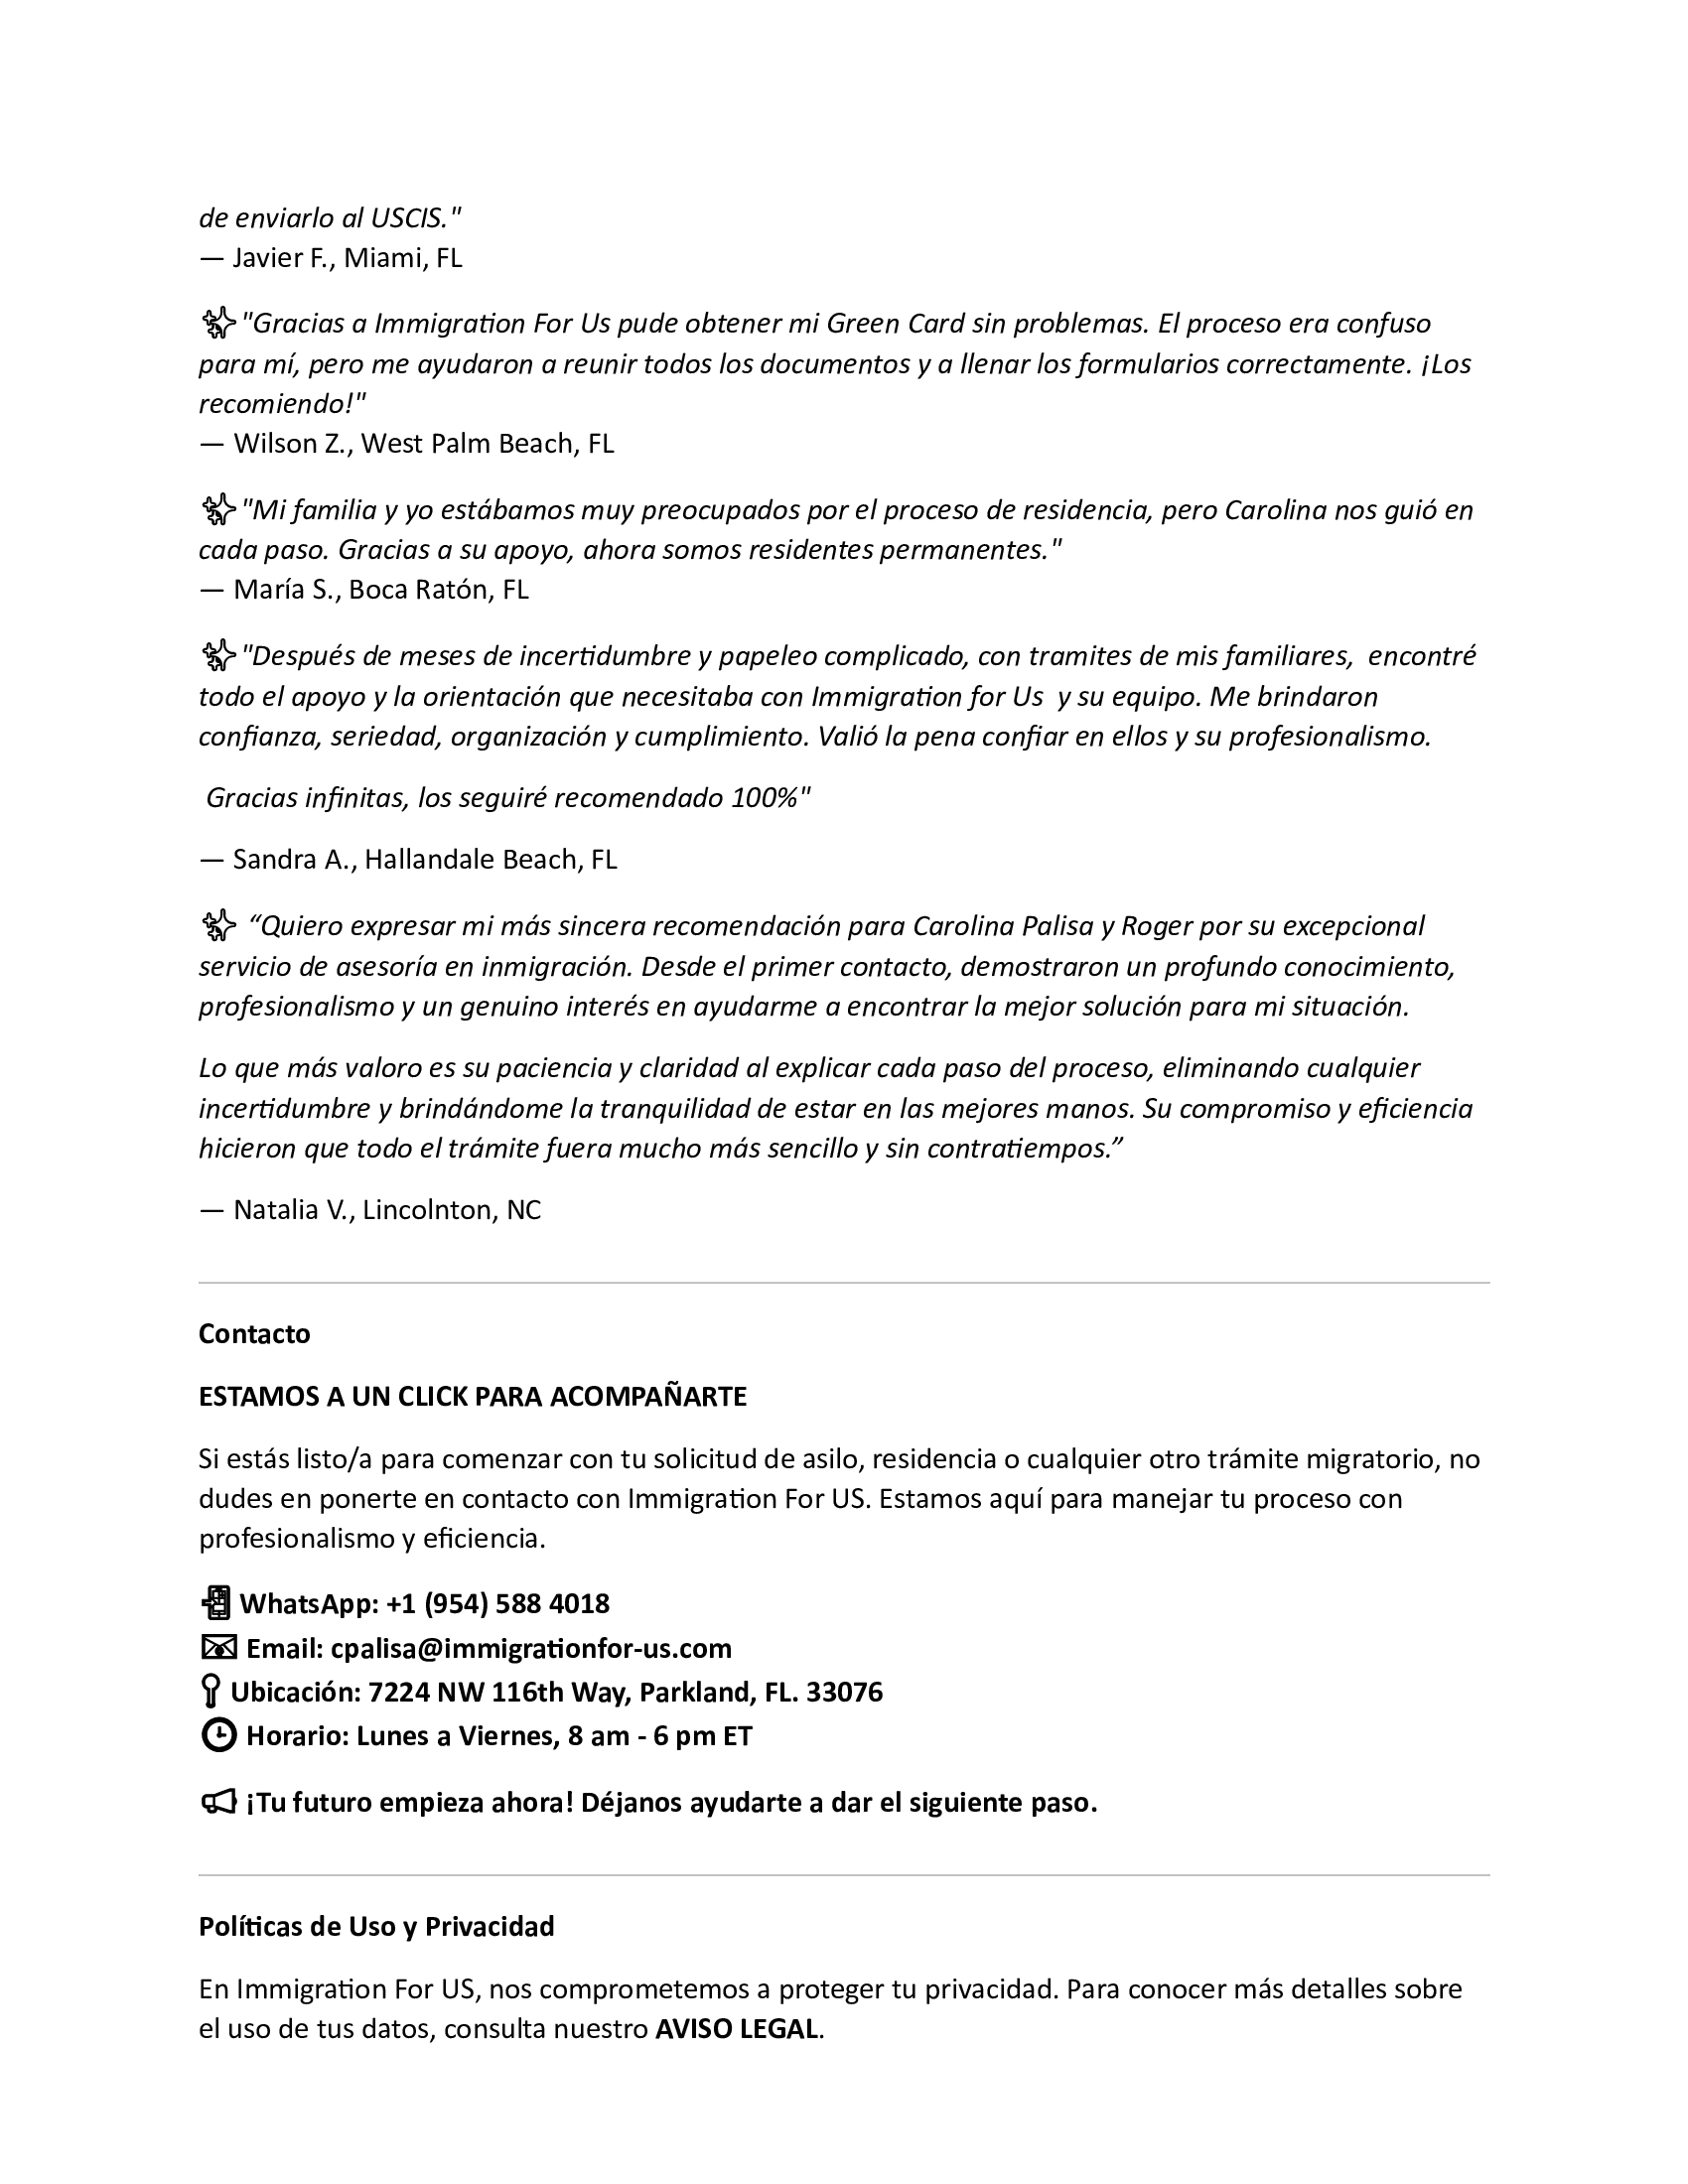 de enviarlo al USCIS."
— Javier F., Miami, FL
✨"Gracias a Immigration For Us pude obtener mi Green Card sin problemas. El proceso era confuso
para mí, pero me ayudaron a reunir todos los documentos y a llenar los formularios correctamente. ¡Los
recomiendo!"
— Wilson Z., West Palm Beach, FL
✨"Mi familia y yo estábamos muy preocupados por el proceso de residencia, pero Carolina nos guió en
cada paso. Gracias a su apoyo, ahora somos residentes permanentes."
— María S., Boca Ratón, FL
✨"Después de meses de incertidumbre y papeleo complicado, con tramites de mis familiares,  encontré
todo el apoyo y la orientación que necesitaba con Immigration for Us  y su equipo. Me brindaron
confianza, seriedad, organización y cumplimiento. Valió la pena confiar en ellos y su profesionalismo.
Gracias infinitas, los seguiré recomendado 100%"
— Sandra A., Hallandale Beach, FL
✨ “Quiero expresar mi más sincera recomendación para Carolina Palisa y Roger por su excepcional
servicio de asesoría en inmigración. Desde el primer contacto, demostraron un profundo conocimiento,
profesionalismo y un genuino interés en ayudarme a encontrar la mejor solución para mi situación.
Lo que más valoro es su paciencia y claridad al explicar cada paso del proceso, eliminando cualquier
incertidumbre y brindándome la tranquilidad de estar en las mejores manos. Su compromiso y eficiencia
hicieron que todo el trámite fuera mucho más sencillo y sin contratiempos.”
— Natalia V., Lincolnton, NC
Contacto
ESTAMOS A UN CLICK PARA ACOMPAÑARTE
Si estás listo/a para comenzar con tu solicitud de asilo, residencia o cualquier otro trámite migratorio, no
dudes en ponerte en contacto con Immigration For US. Estamos aquí para manejar tu proceso con
profesionalismo y eficiencia.
📲 WhatsApp: +1 (954) 588 4018
📧 Email: cpalisa@immigrationfor-us.com
📍 Ubicación: 7224 NW 116th Way, Parkland, FL. 33076
🕒 Horario: Lunes a Viernes, 8 am - 6 pm ET
📢 ¡Tu futuro empieza ahora! Déjanos ayudarte a dar el siguiente paso.
Políticas de Uso y Privacidad
En Immigration For US, nos comprometemos a proteger tu privacidad. Para conocer más detalles sobre
el uso de tus datos, consulta nuestro AVISO LEGAL.